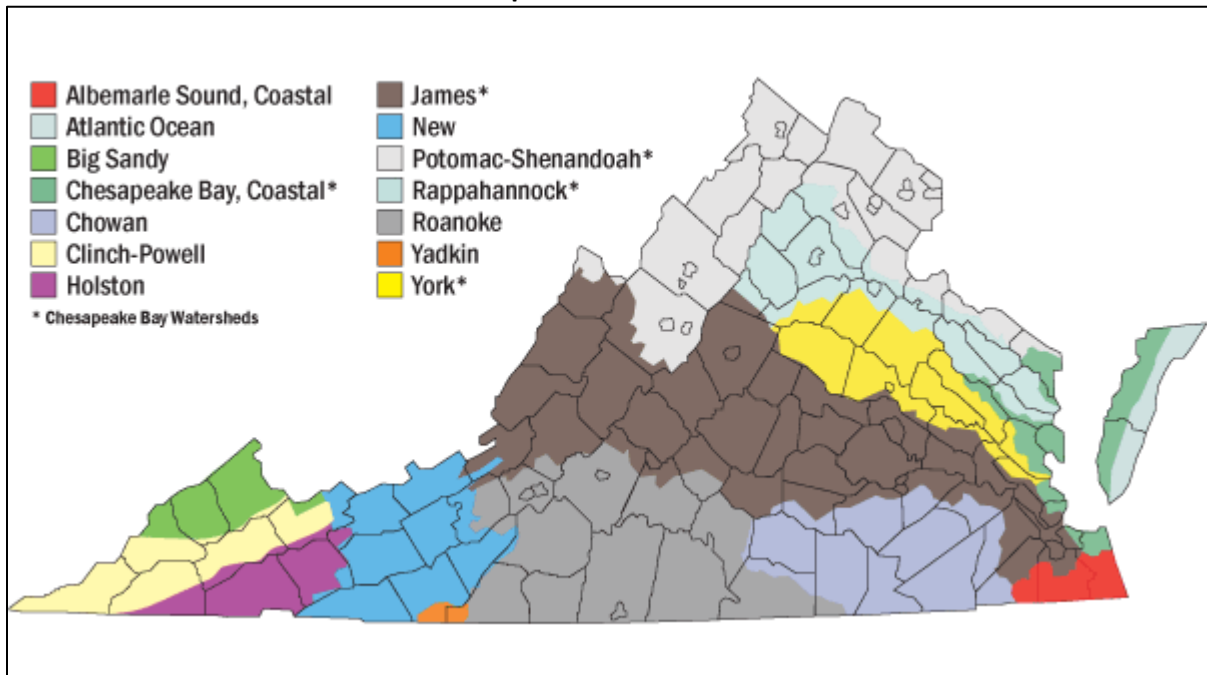 Albemarle Sound, Coastal
Atlantic Ocean
Big Sandy
Chesapeake Bay, Coastal*
Chowan
Clinch-Powell
Holston
* Chesapeake Bay Watersheds
James*
New
Potomac-Shenandoah*
Rappahannock*
Roanoke
Yadkin
York*